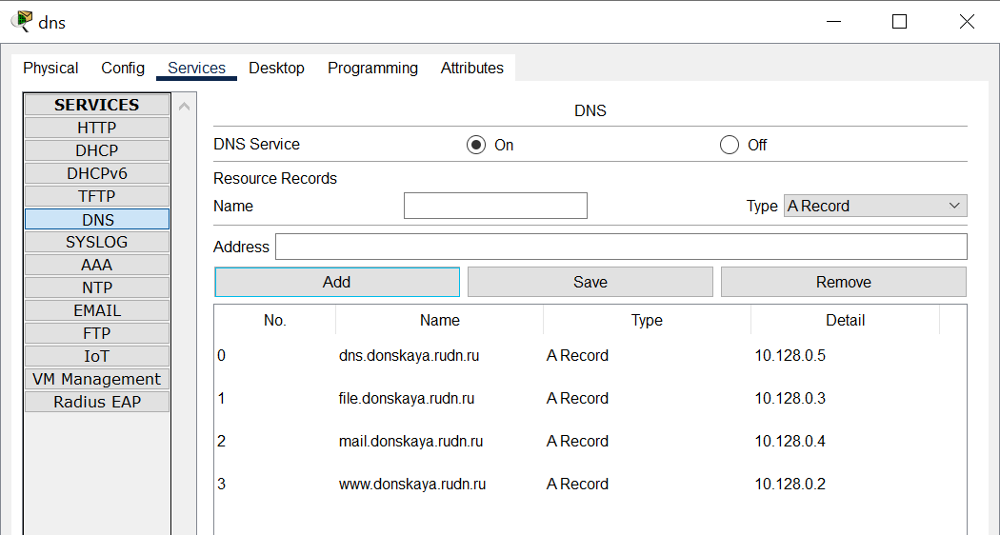 dns
Physical Config Services Desktop Programming Attributes
SERVICES
HTTP
DHCP
DHCPv6
TFTP
DNS
SYSLOG
AAA
NTP
EMAIL
FTP
IoT
VM Management
Radius EAP
DNS
DNS Service On Off
Resource Records
Name Type A Record
Address
Add Save Remove
No. Name Type Detail
0 dns.donskaya.rudn.ru A Record 10.128.0.5
1 file.donskaya.rudn.ru A Record 10.128.0.3
2 mail.donskaya.rudn.ru A Record 10.128.0.4
3 www.donskaya.rudn.ru A Record 10.128.0.2